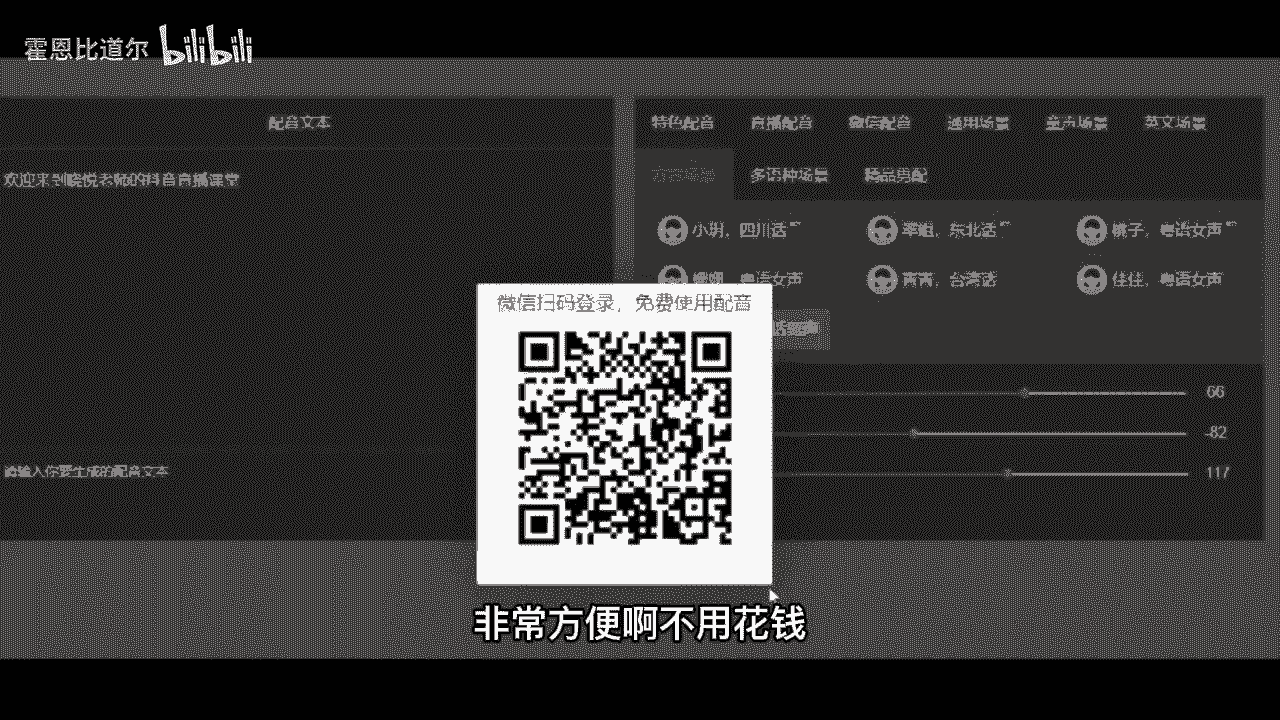 霍恩比道尔 bilibili
配音文本
特色配音 直播配音 微信配音 通用场景 童声场景 英文场景
欢迎来到晓悦老师的抖音直播课堂
方言场景 多语种场景 精品男配
小玥，四川话 翠姐，东北话 桃子，粤语女声
粤语女声 青青，台湾话 佳佳，粤语女声
微信扫码登录，免费使用配音
66
-82
请输入你要生成的配音文本
117
非常方便啊不用花钱